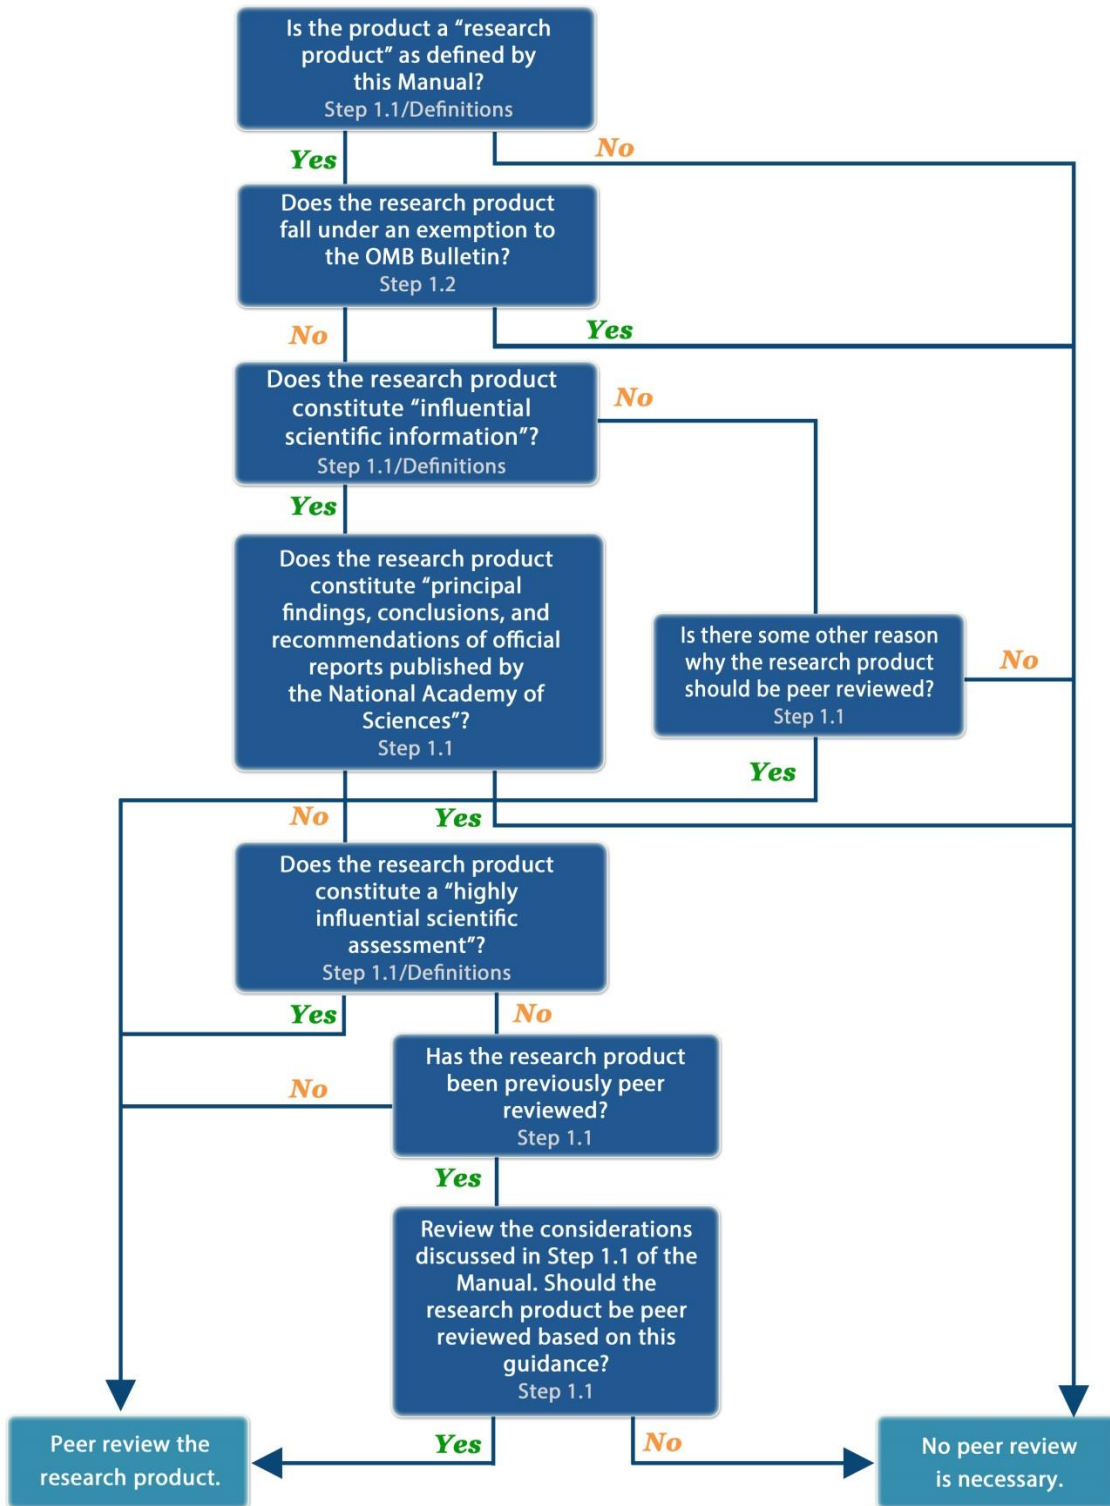 Is the product a “research
product” as defined by
this Manual?
Step 1.1/Definitions
Yes
No
Does the research product
fall under an exemption to
the OMB Bulletin?
Step 1.2
No
Yes
Does the research product
constitute “influential
scientific information”?
Step 1.1/Definitions
No
Yes
Does the research product
constitute “principal
findings, conclusions, and
recommendations of official
reports published by
the National Academy of
Sciences”?
Step 1.1
Is there some other reason
why the research product
should be peer reviewed?
Step 1.1
No
Yes
No
Yes
Does the research product
constitute a “highly
influential scientific
assessment”?
Step 1.1/Definitions
Yes
No
Has the research product
been previously peer
reviewed?
Step 1.1
No
Yes
Review the considerations
discussed in Step 1.1 of the
Manual. Should the
research product be peer
reviewed based on this
guidance?
Step 1.1
Yes
No
Peer review the
research product.
No peer review
is necessary.